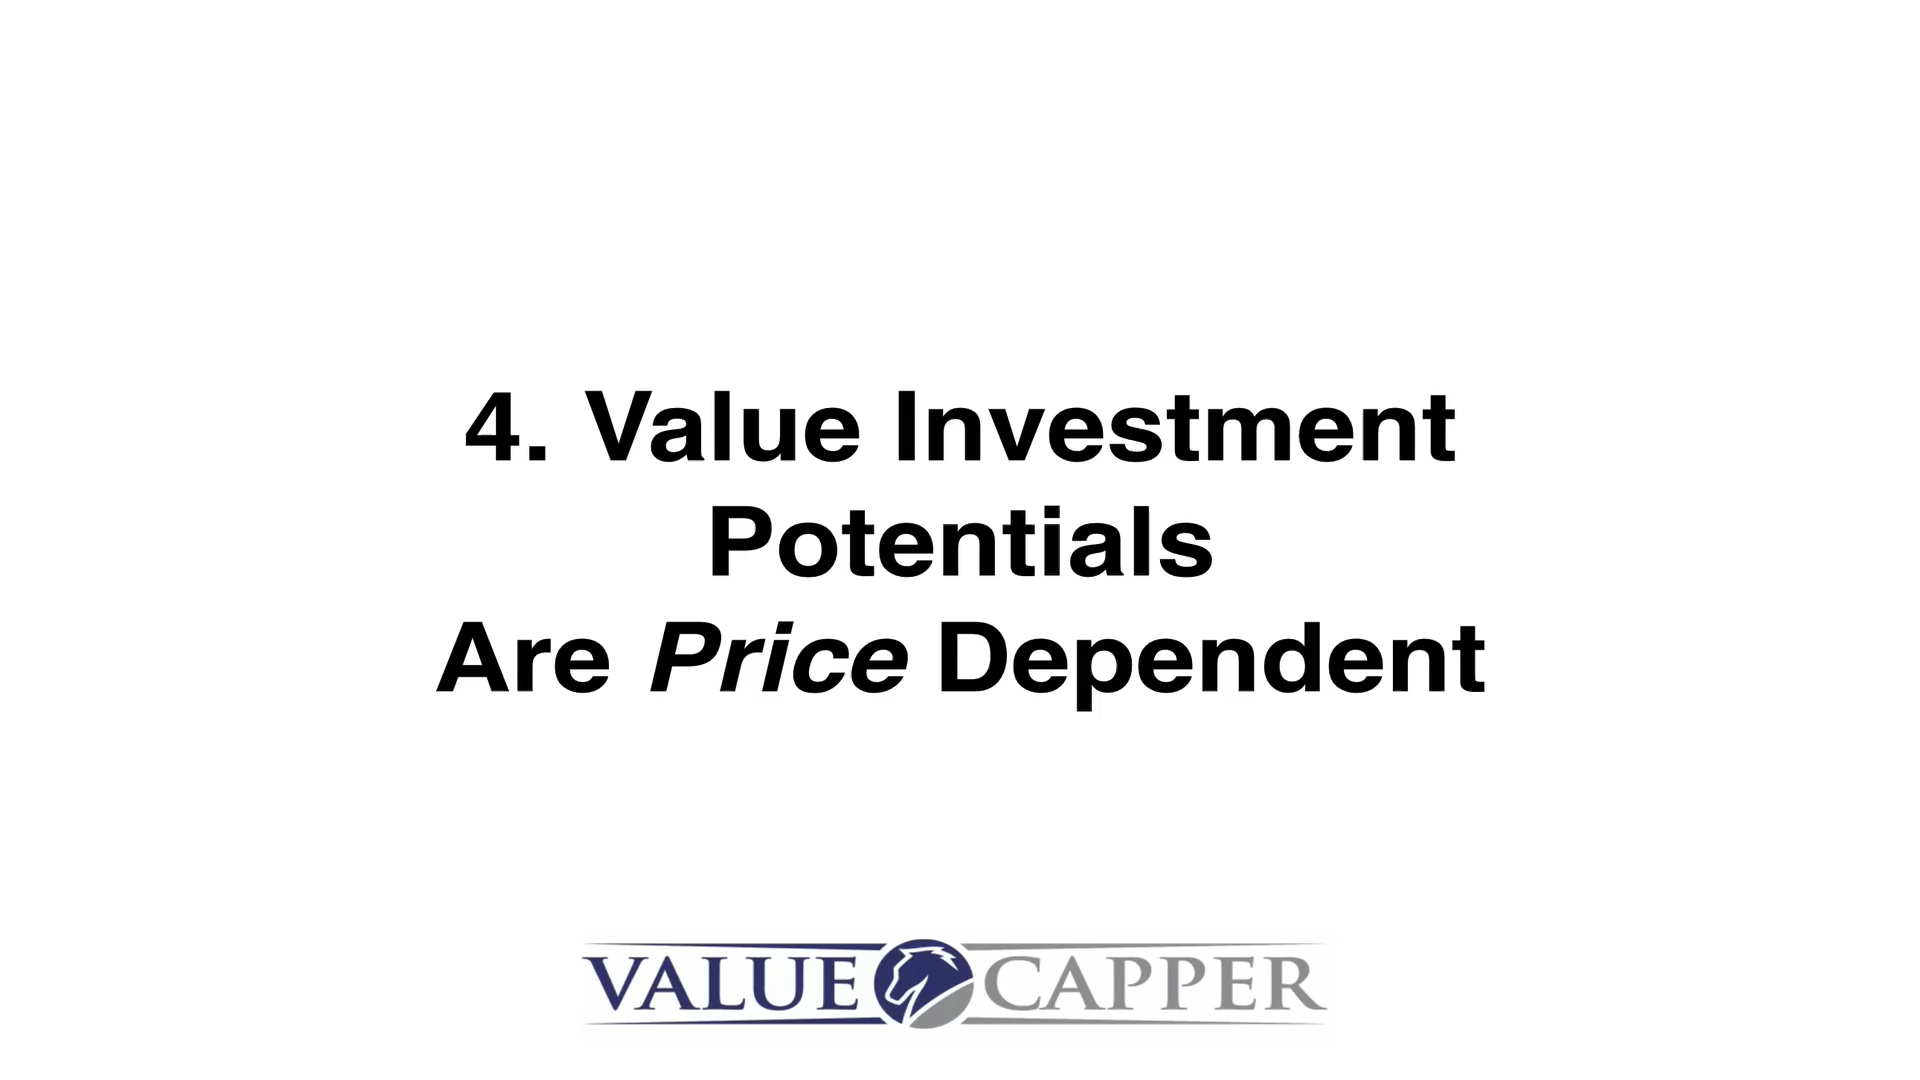 4. Value Investment
Potentials
Are Price Dependent
VALUE CAPPER